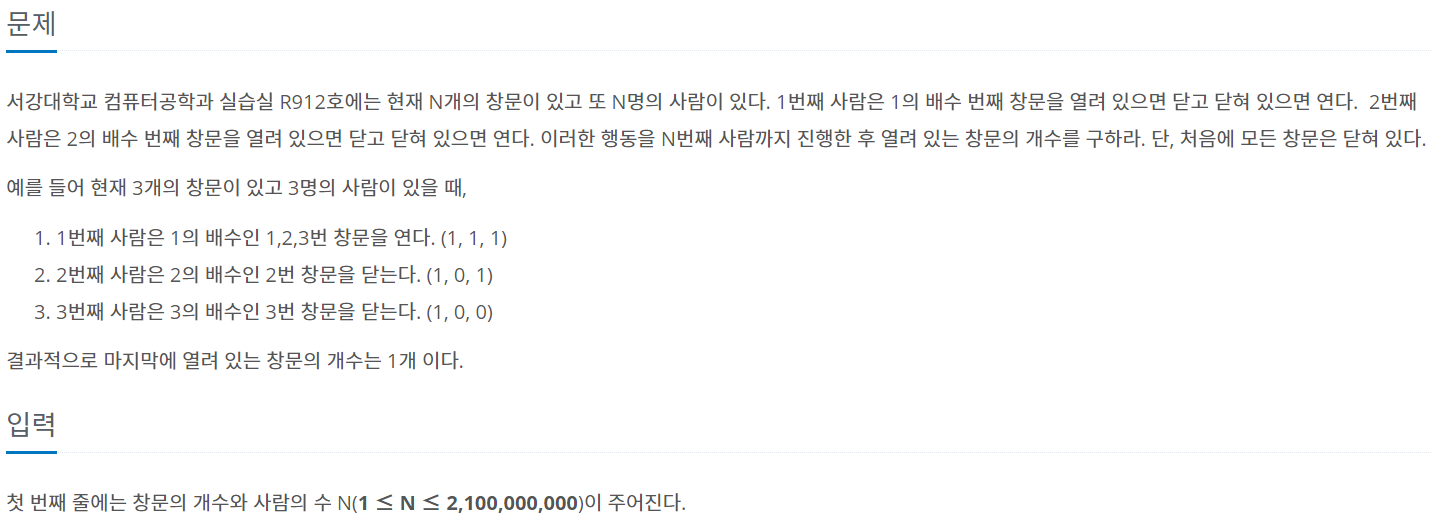 문제
서강대학교 컴퓨터공학과 실습실 R912호에는 현재 N개의 창문이 있고 또 N명의 사람이 있다. 1번째 사람은 1의 배수 번째 창문을 열려 있으면 닫고 닫혀 있으면 연다.  2번째
사람은 2의 배수 번째 창문을 열려 있으면 닫고 닫혀 있으면 연다. 이러한 행동을 N번째 사람까지 진행한 후 열려 있는 창문의 개수를 구하라. 단, 처음에 모든 창문은 닫혀 있다.
예를 들어 현재 3개의 창문이 있고 3명의 사람이 있을 때,
1. 1번째 사람은 1의 배수인 1,2,3번 창문을 연다. (1, 1, 1)
2. 2번째 사람은 2의 배수인 2번 창문을 닫는다. (1, 0, 1)
3. 3번째 사람은 3의 배수인 3번 창문을 닫는다. (1, 0, 0)
결과적으로 마지막에 열려 있는 창문의 개수는 1개 이다.
입력
첫 번째 줄에는 창문의 개수와 사람의 수 N(1 ≤ N ≤ 2,100,000,000)이 주어진다.